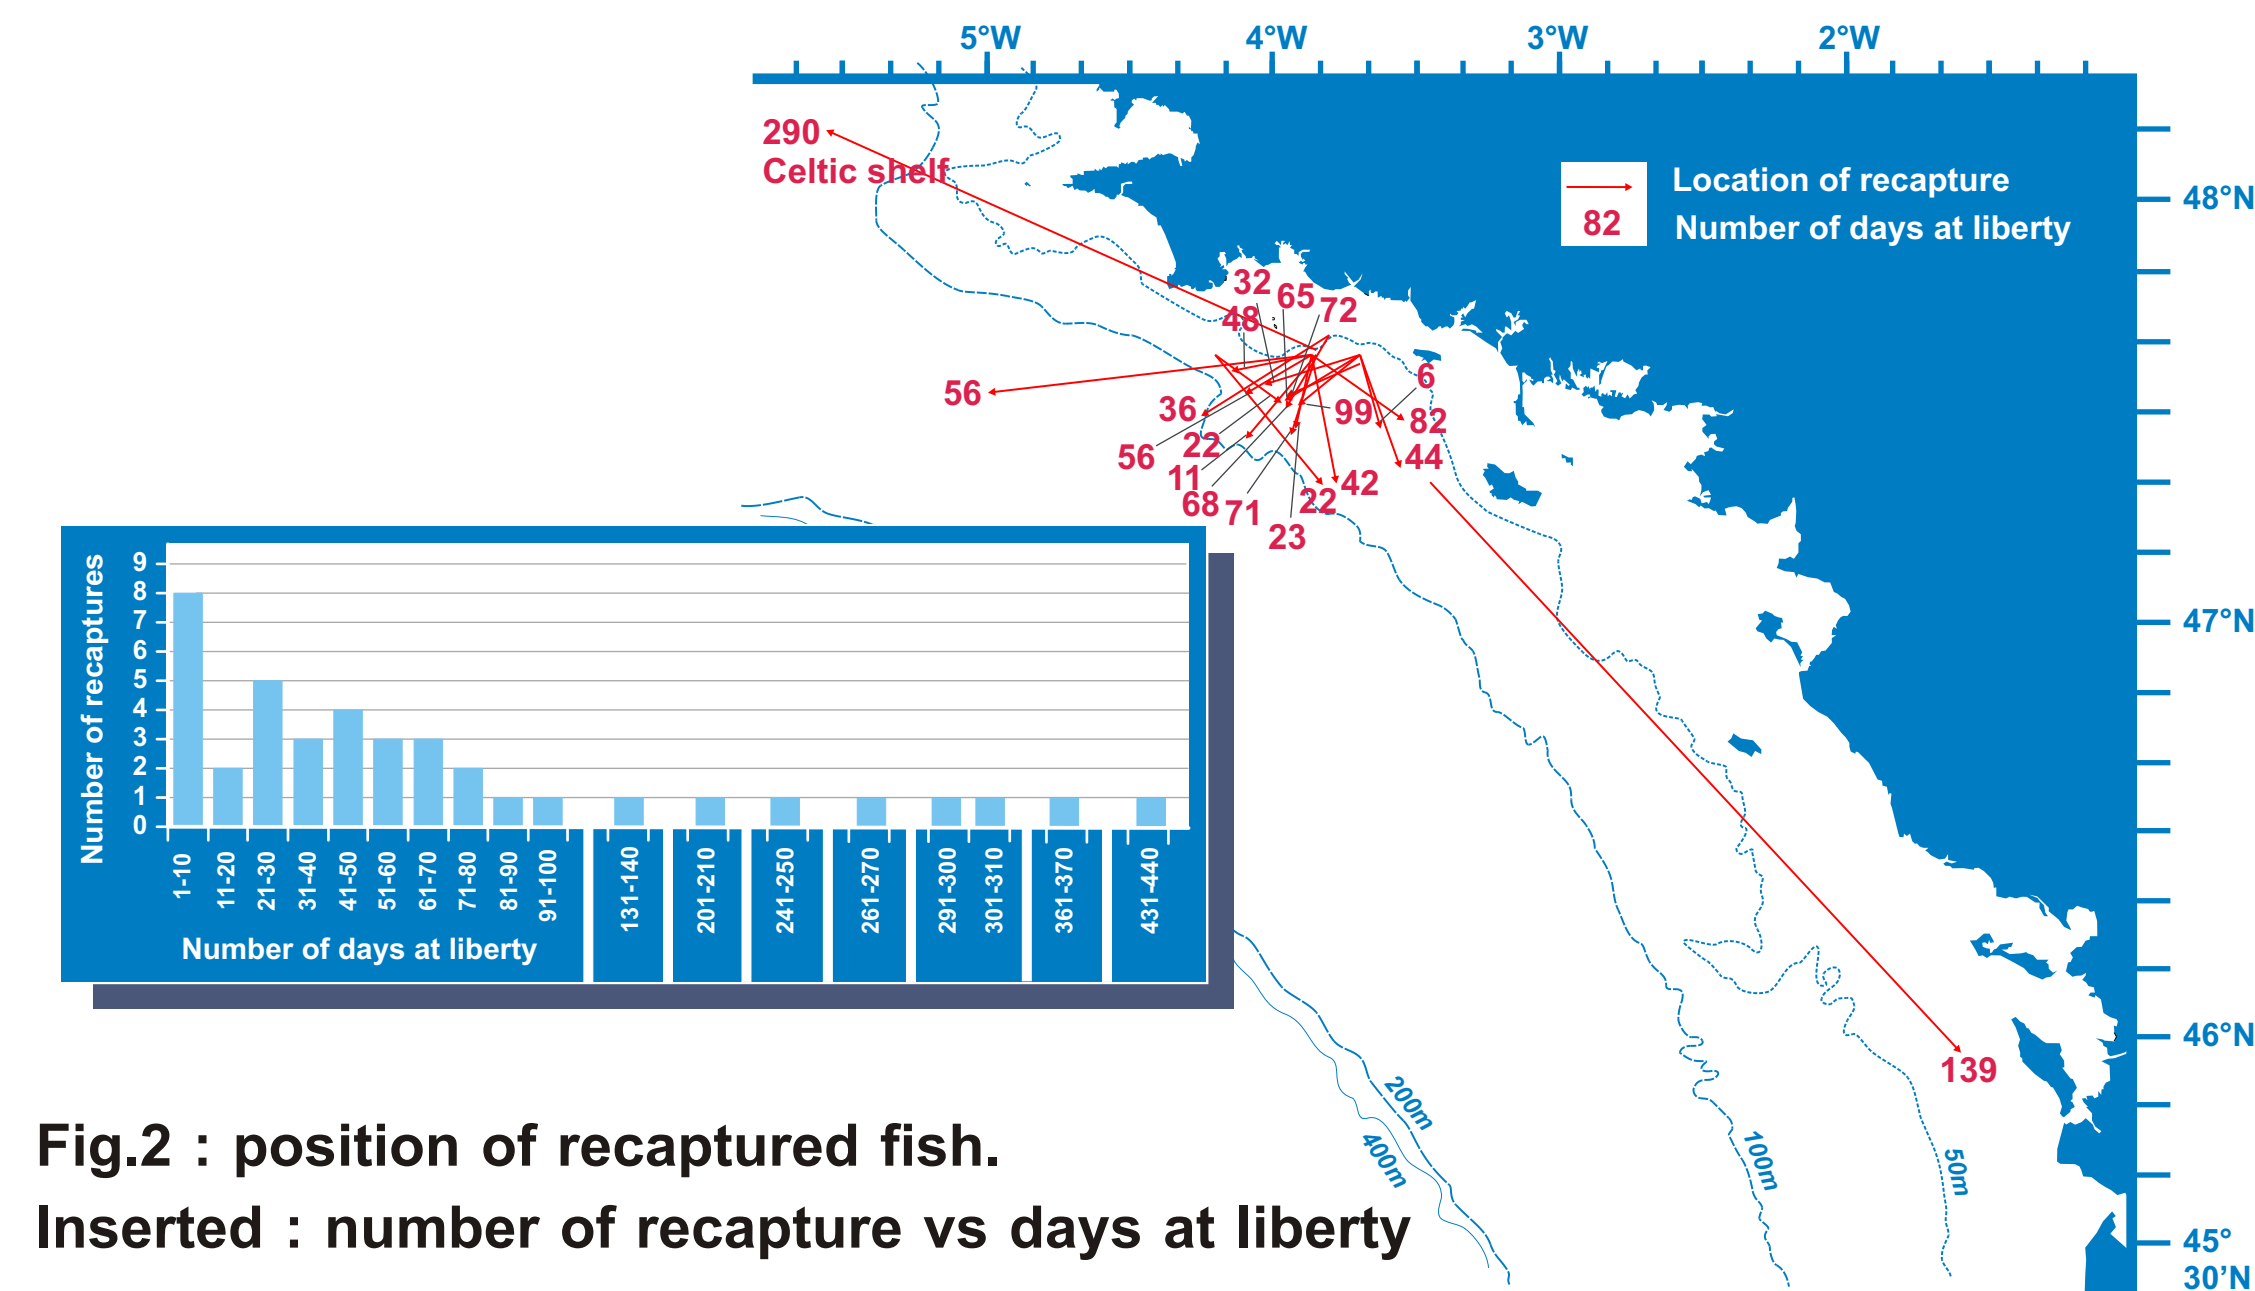 5°W
4°W
3°W
2°W
290
Celtic shelf
Location of recapture
82
Number of days at liberty
48°N
32
65
72
48
6
56
36
99
82
22
56
44
11
42
68
71
22
23
47°N
46°N
139
45°
30'N
200m
400m
100m
50m
Number of recaptures
9
8
7
6
5
4
3
2
1
0
1-10
11-20
21-30
31-40
41-50
51-60
61-70
71-80
81-90
91-100
131-140
201-210
241-250
261-270
291-300
301-310
361-370
431-440
Number of days at liberty
Fig.2 : position of recaptured fish.
Inserted : number of recapture vs days at liberty